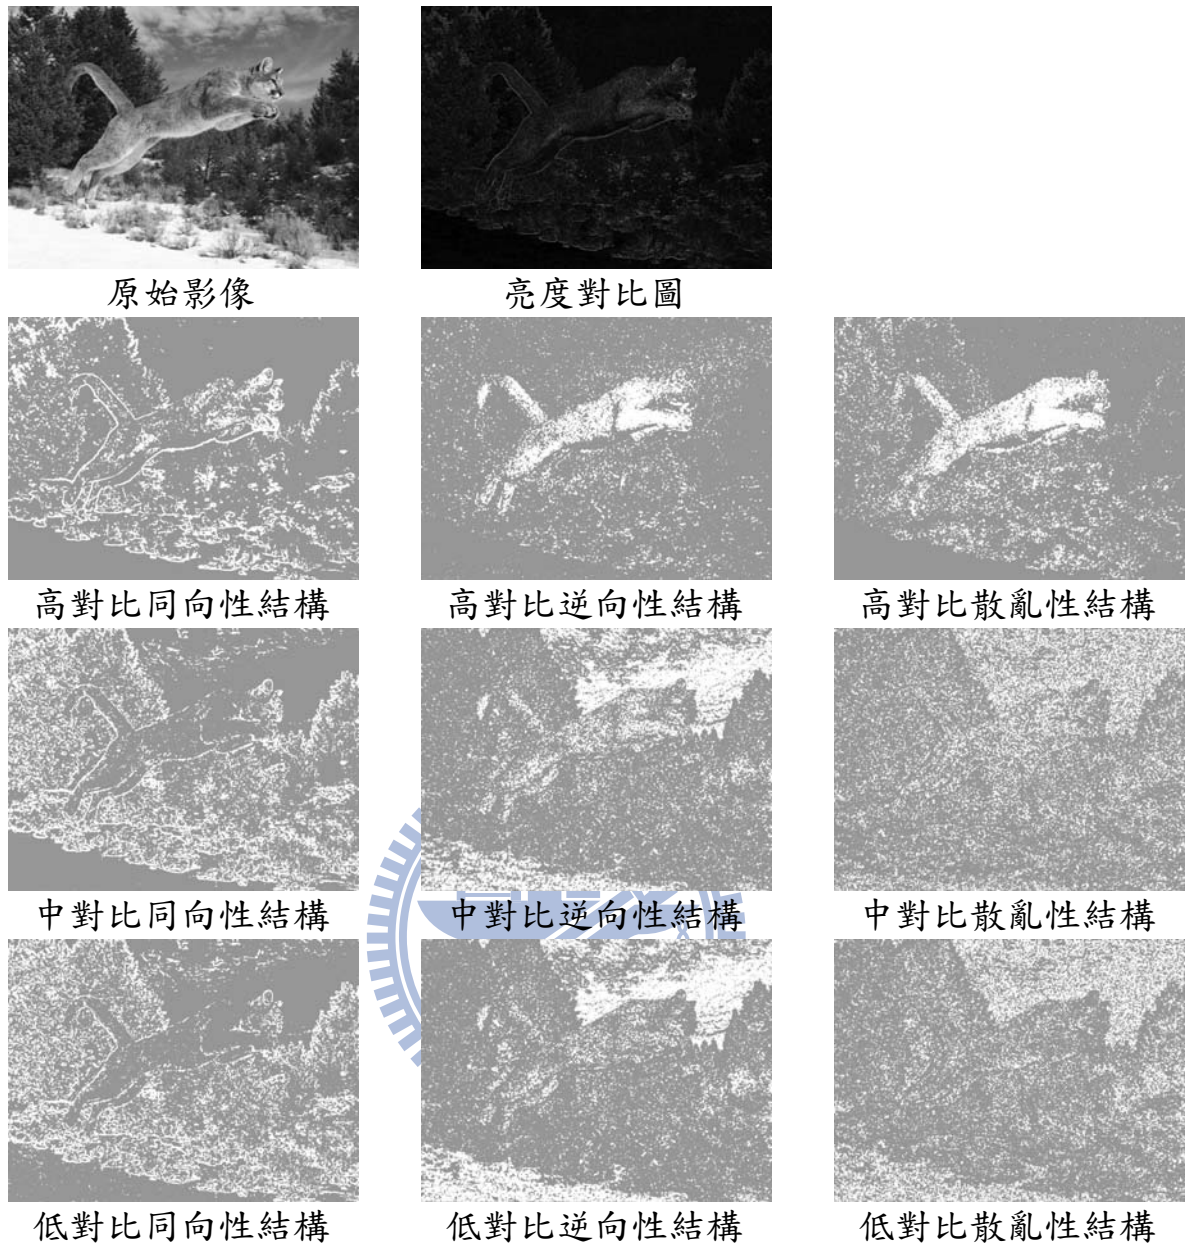 原始影像 亮度對比圖
高對比同向性結構 高對比逆向性結構 高對比散亂性結構
中對比同向性結構 中對比逆向性結構 中對比散亂性結構
低對比同向性結構 低對比逆向性結構 低對比散亂性結構